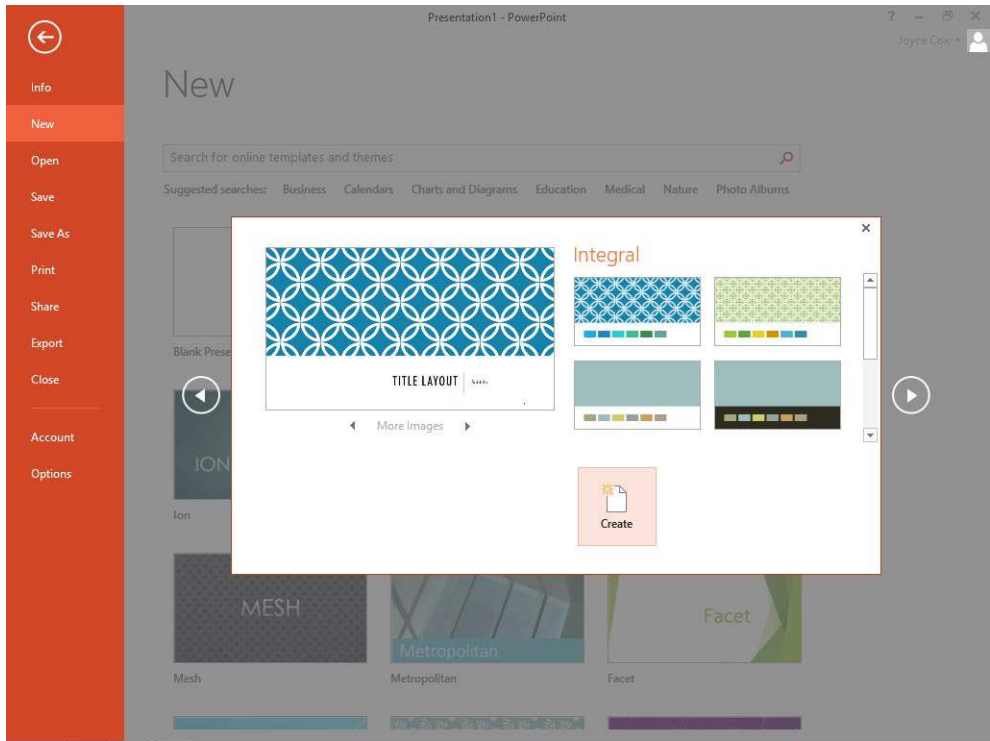 Presentation1 - PowerPoint
?
Joyce Cox
Info
New
Open
Save
Save As
Print
Share
Export
Close
Account
Options
New
Search for online templates and themes
Suggested searches: Business Calendars Charts and Diagrams Education Medical Nature Photo Albums
Integral
TITLE LAYOUT
More Images
Create
Blank Prese
ION
Ion
MESH
Metropolitan
Facet
Mesh
Metropolitan
Facet